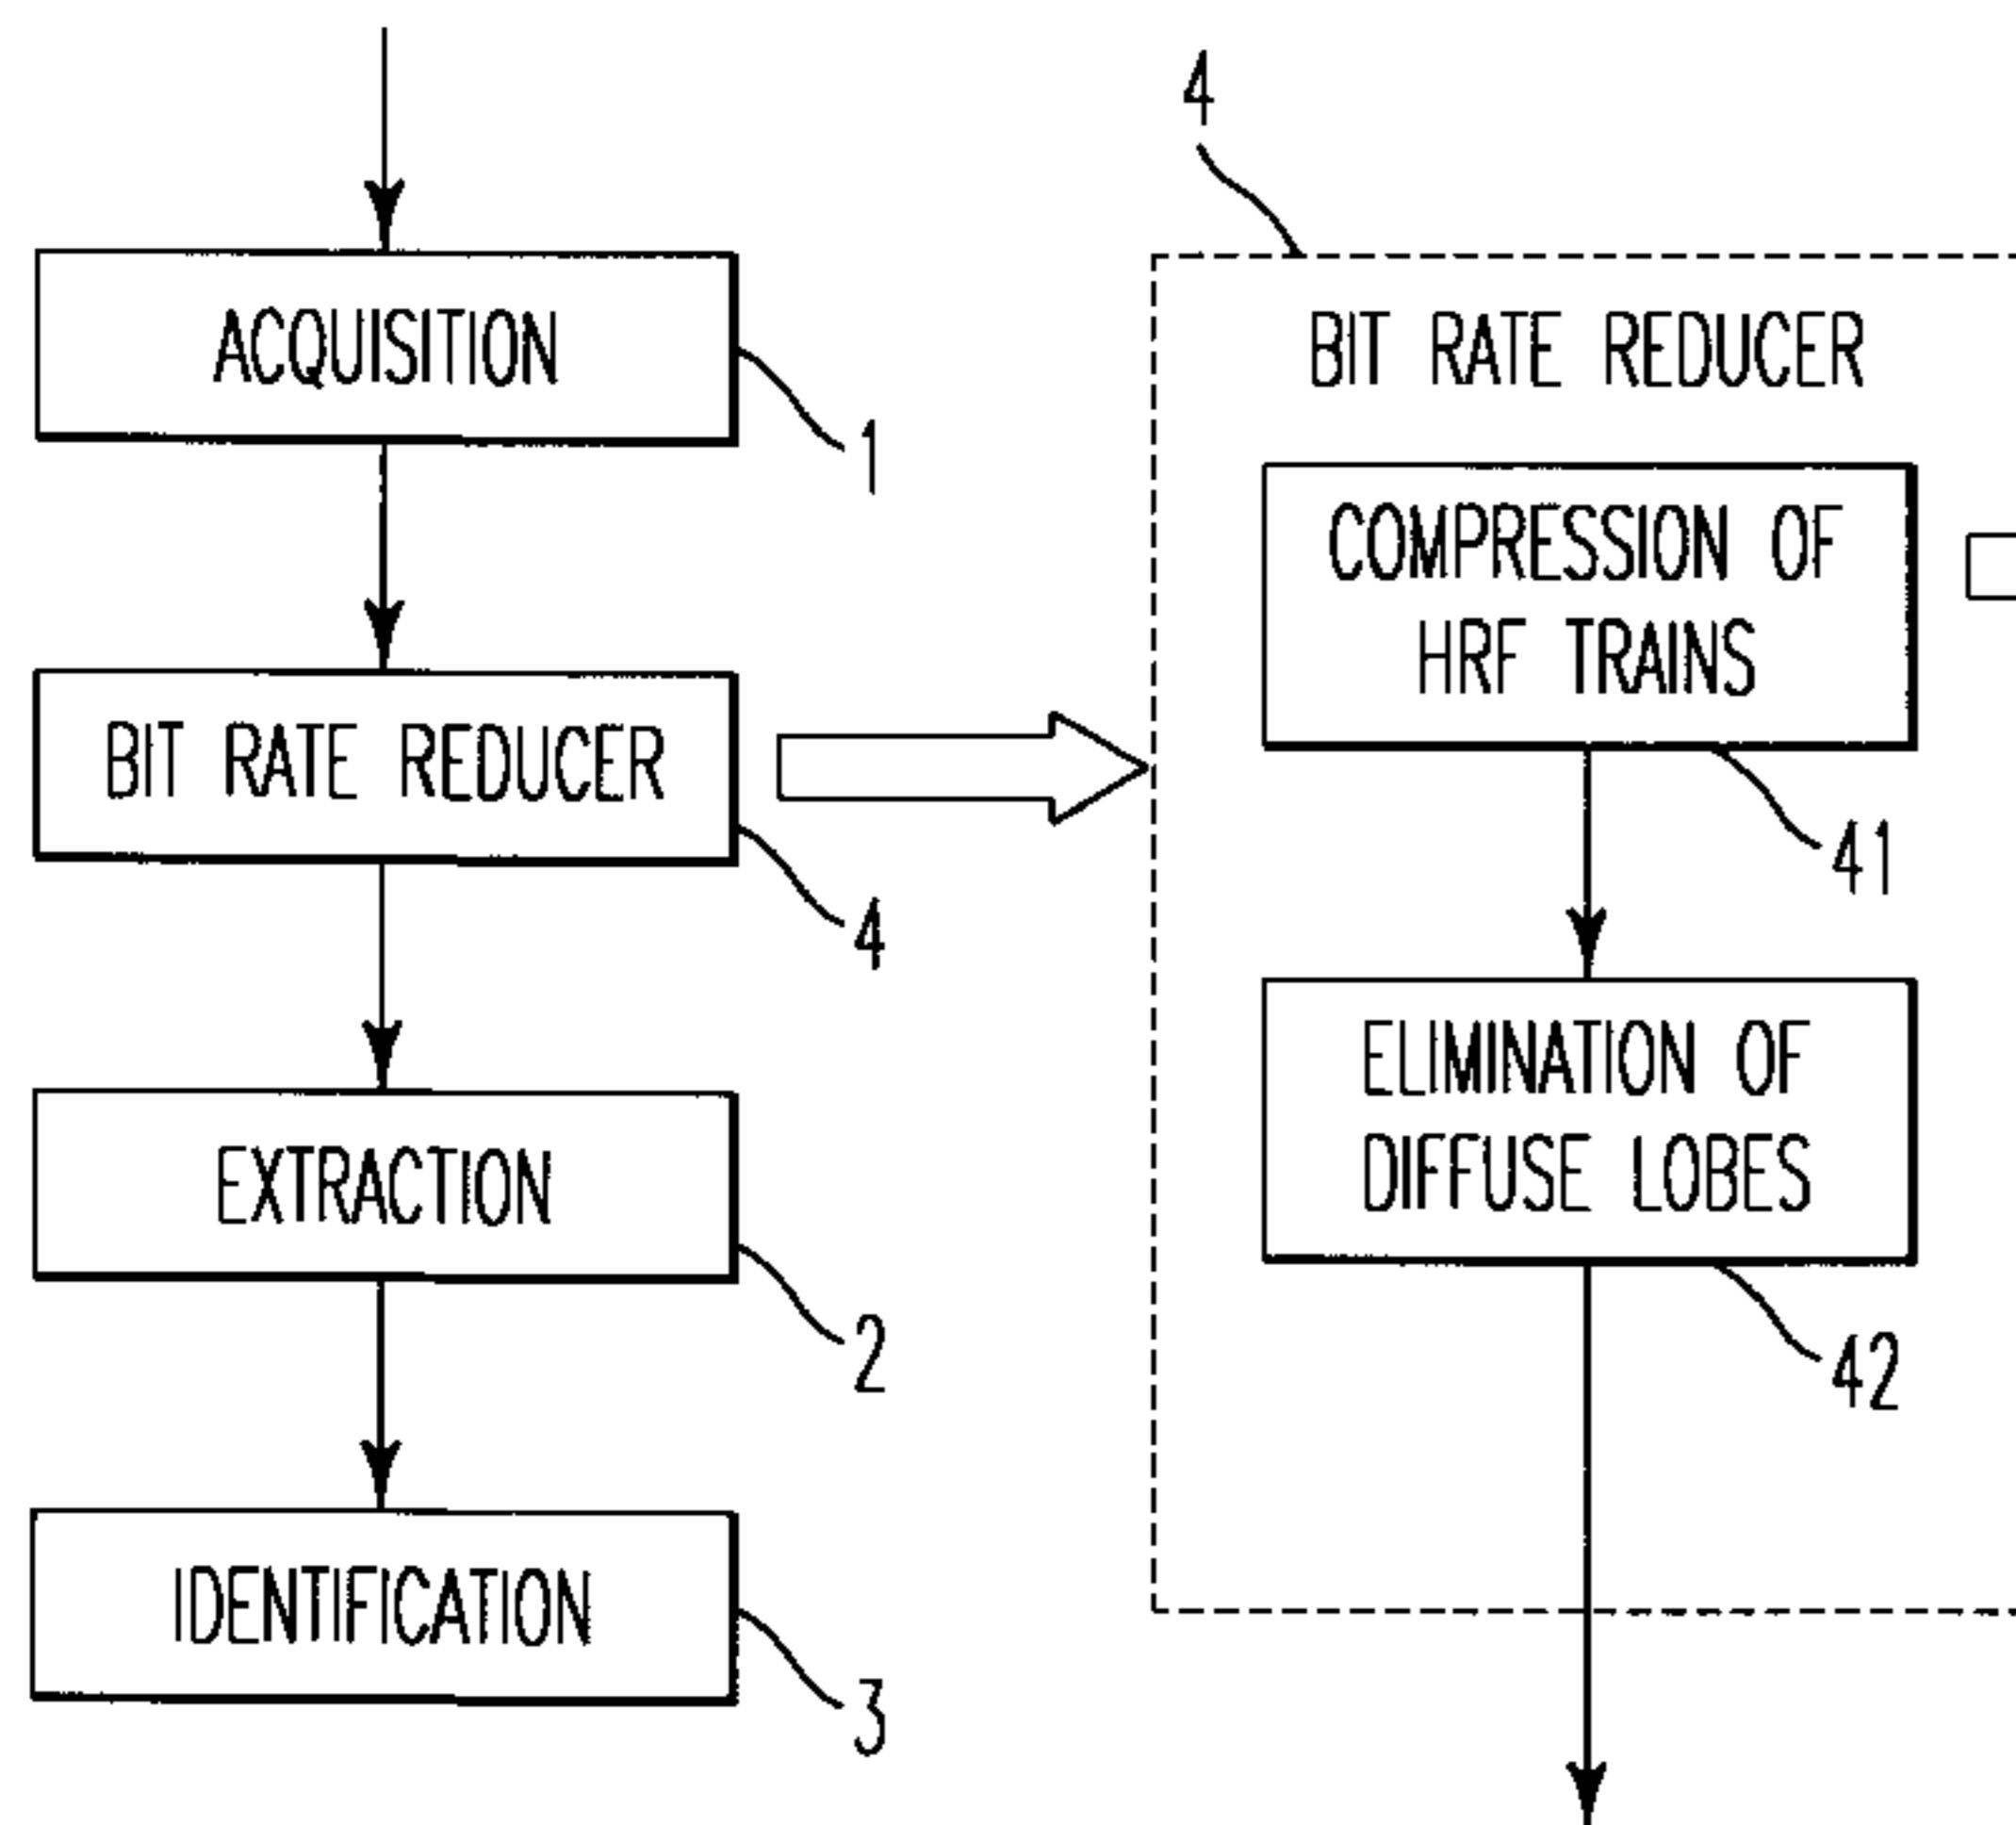 ACQUISITION
1
BIT RATE REDUCER
4
EXTRACTION
2
IDENTIFICATION
3
4
BIT RATE REDUCER
COMPRESSION OF
HRF TRAINS
41
ELIMINATION OF
DIFFUSE LOBES
42